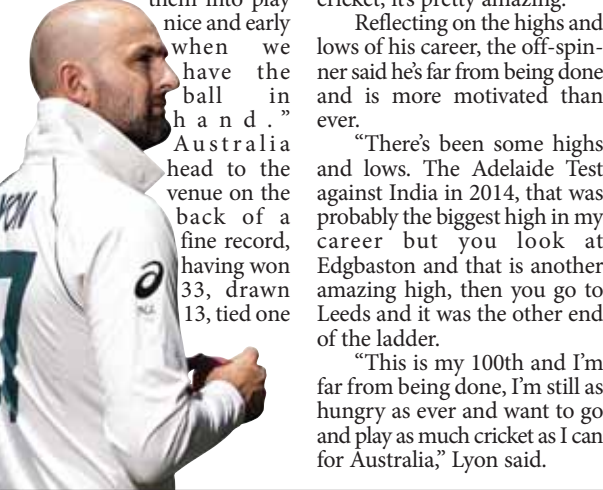 them into play
nice and early
when we
have the
ball in
hand.”
Australia
head to the
venue on the
back of a
fine record,
having won
33, drawn
13, tied one
cricket, it’s pretty amazing.
Reflecting on the highs and
lows of his career, the off-spin-
ner said he’s far from being done
and is more motivated than
ever.
“There’s been some highs
and lows. The Adelaide Test
against India in 2014, that was
probably the biggest high in my
career but you look at
Edgbaston and that is another
amazing high, then you go to
Leeds and it was the other end
of the ladder.
“This is my 100th and I’m
far from being done, I’m still as
hungry as ever and want to go
and play as much cricket as I can
for Australia,” Lyon said.